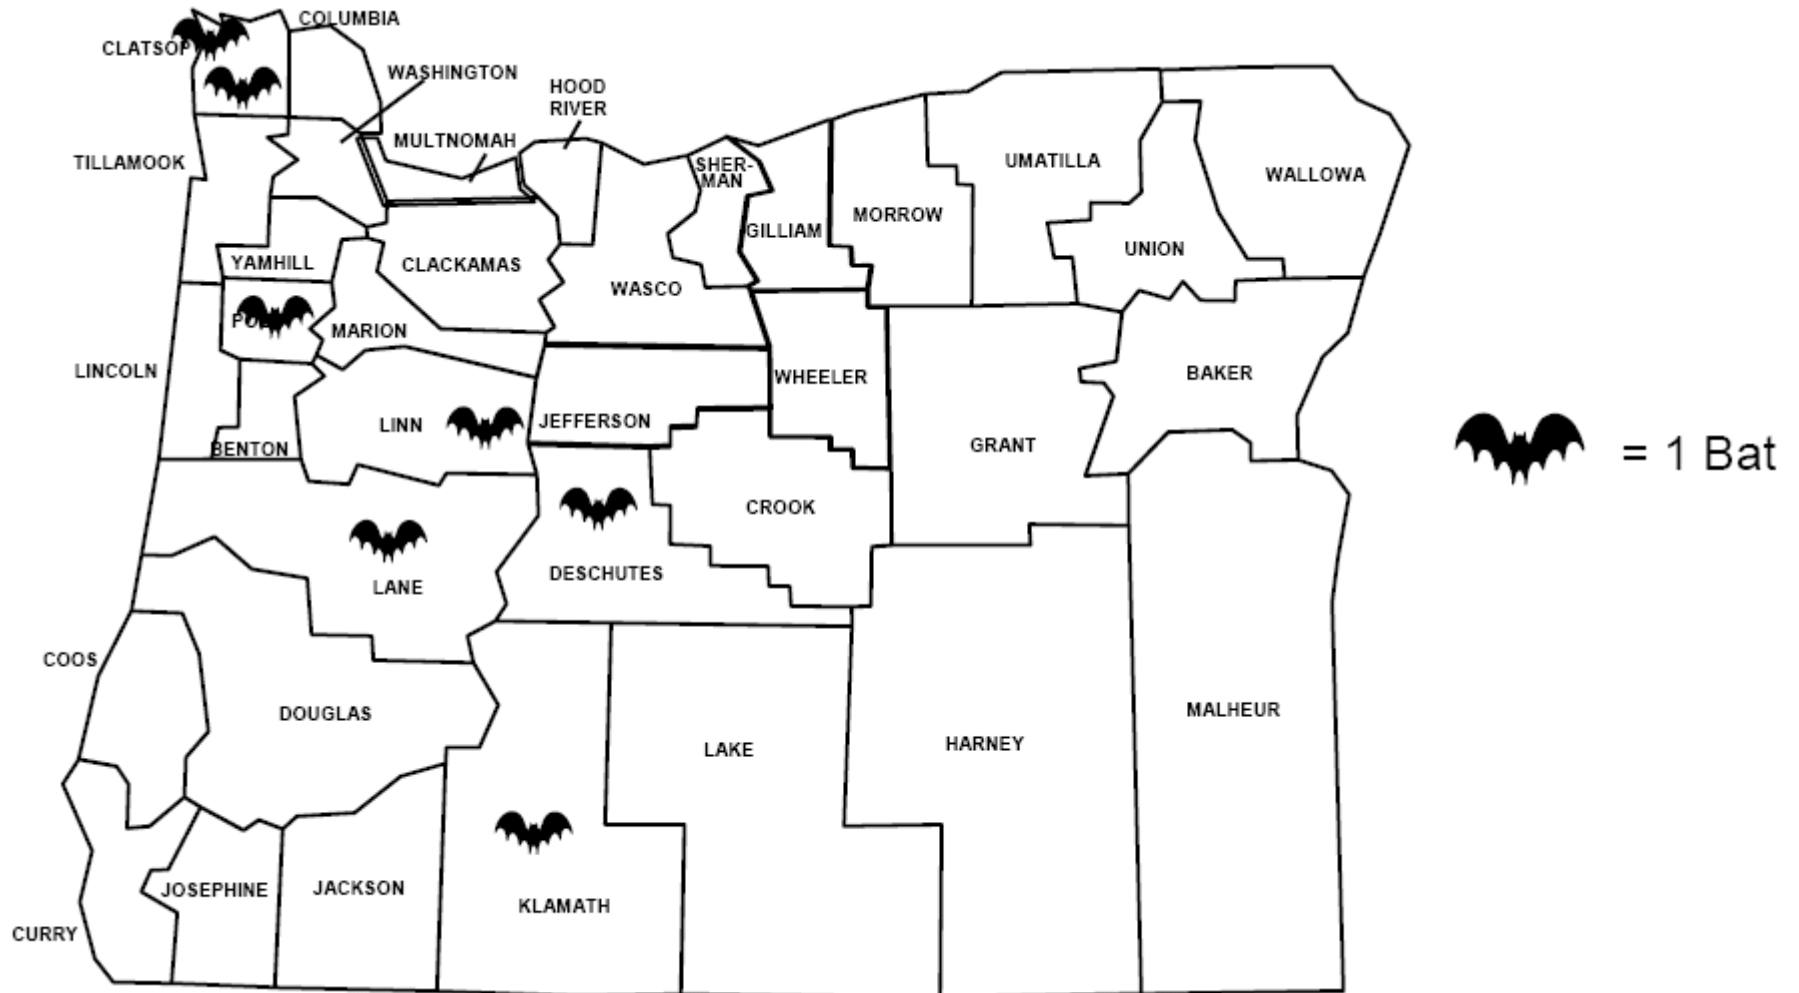 COLUMBIA
CLATSOP
WASHINGTON
HOOD
RIVER
MULTNOMAH
TILLAMOOK
SHER-
MAN
UMATILLA
WALLOWA
MORROW
GILLIAM
UNION
YAMHILL
CLACKAMAS
WASCO
MARION
LINCOLN
WHEELER
BAKER
JEFFERSON
LINN
BENTON
GRANT
= 1 Bat
CROOK
DESCHUTES
LANE
COOS
DOUGLAS
MALHEUR
LAKE
HARNEY
JOSEPHINE
JACKSON
KLAMATH
CURRY